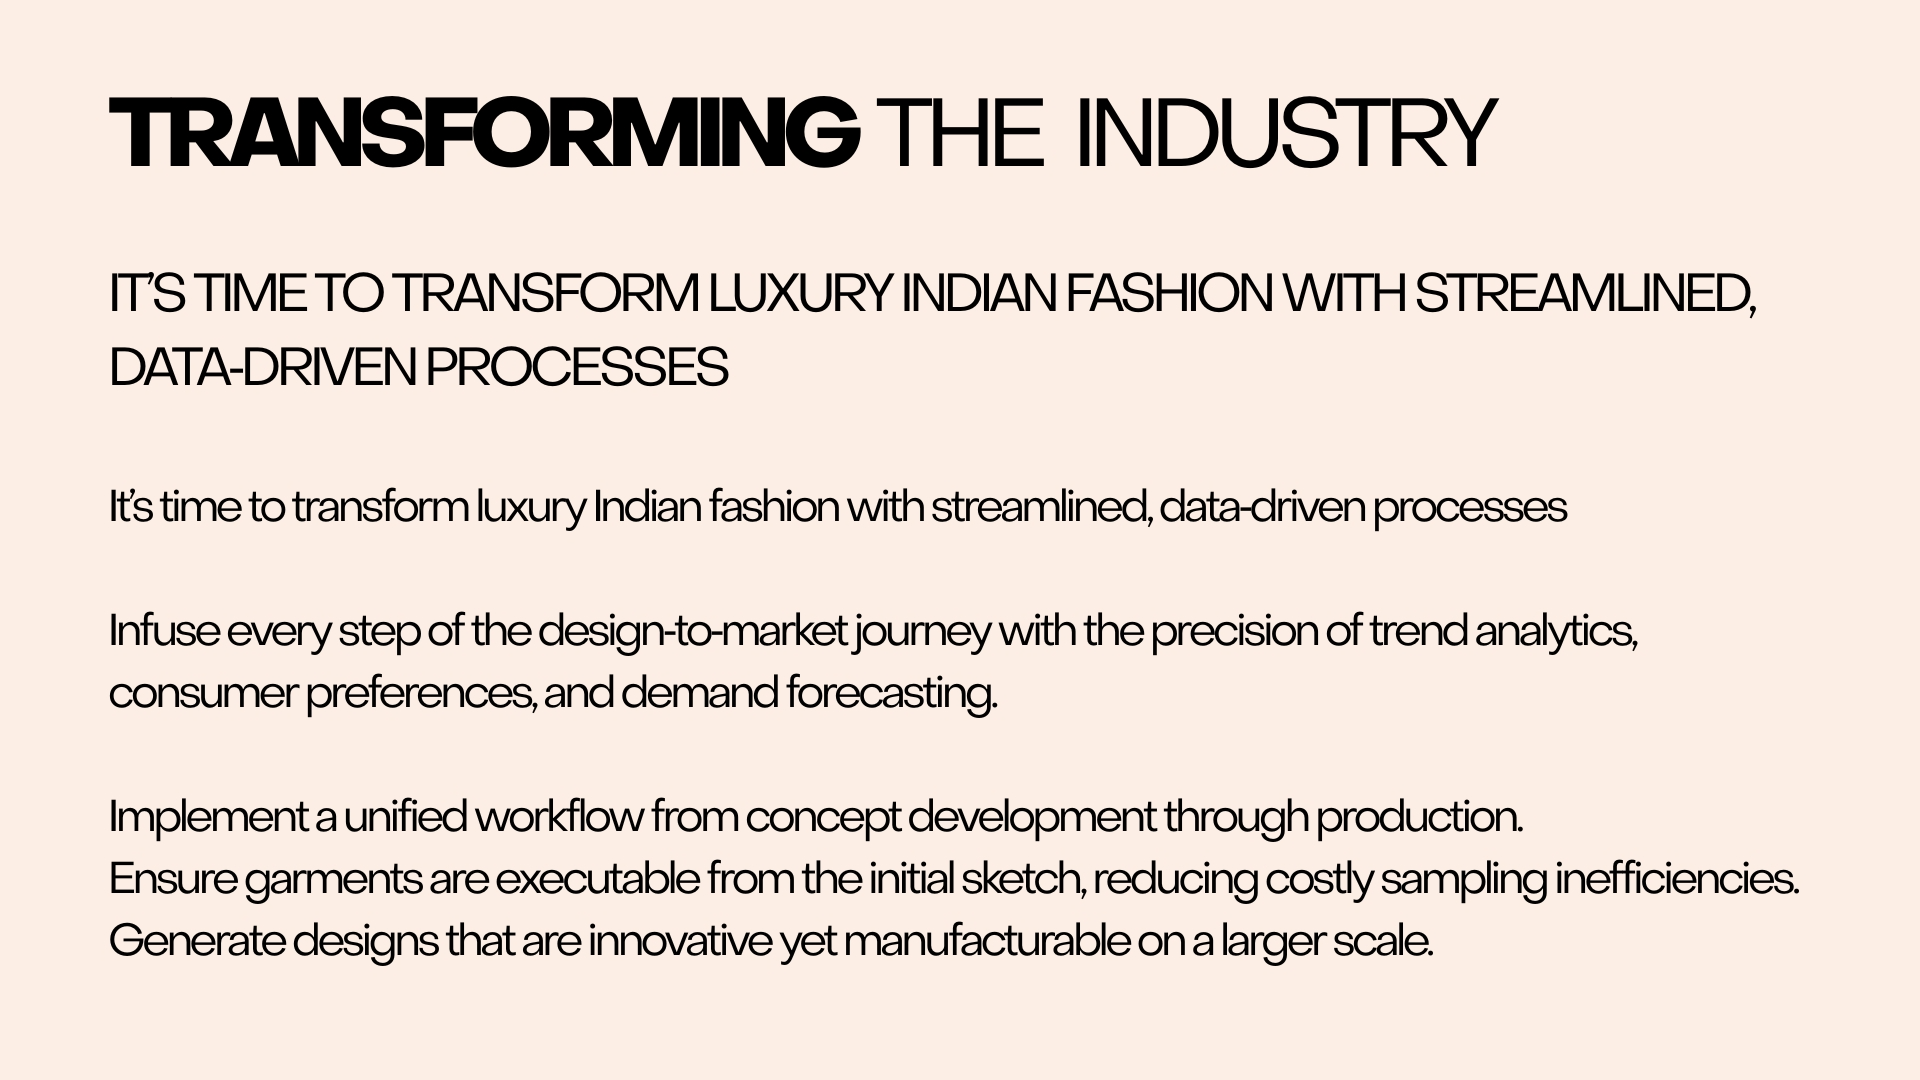 TRANSFORMING THE INDUSTRY
IT’S TIME TO TRANSFORM LUXURY INDIAN FASHION WITH STREAMLINED,
DATA-DRIVEN PROCESSES
It’s time to transform luxury Indian fashion with streamlined, data-driven processes
Infuse every step of the design-to-market journey with the precision of trend analytics,
consumer preferences, and demand forecasting.
Implement a unified workflow from concept development through production.
Ensure garments are executable from the initial sketch, reducing costly sampling inefficiencies.
Generate designs that are innovative yet manufacturable on a larger scale.